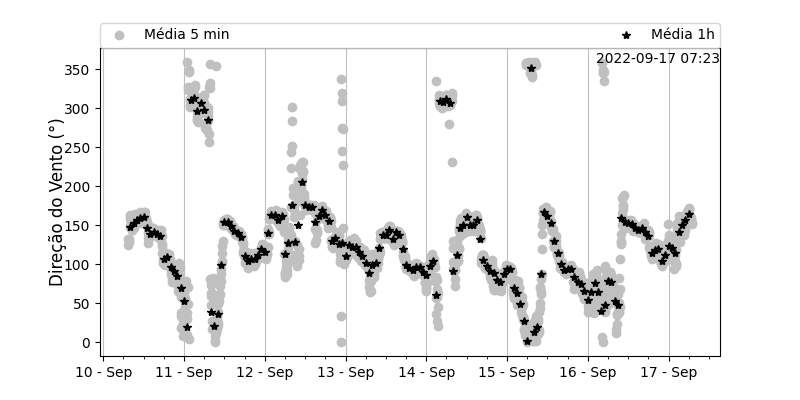 Média 5 min
Média 1h
2022-09-17 07:23
Direção do Vento (°)
350
300
250
200
150
100
50
0
10 - Sep
11 - Sep
12 - Sep
13 - Sep
14 - Sep
15 - Sep
16 - Sep
17 - Sep